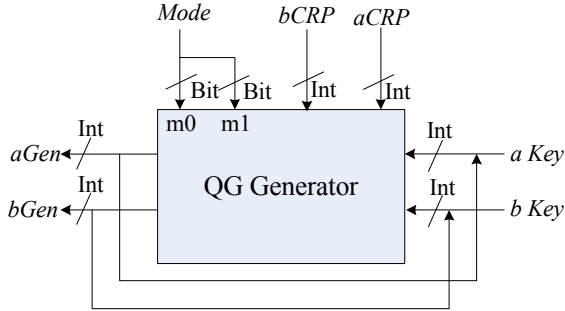 Mode bCRP aCRP
Bit Bit Int Int
m0 m1
Int Int
aGen a Key
QG Generator
Int Int
bGen b Key